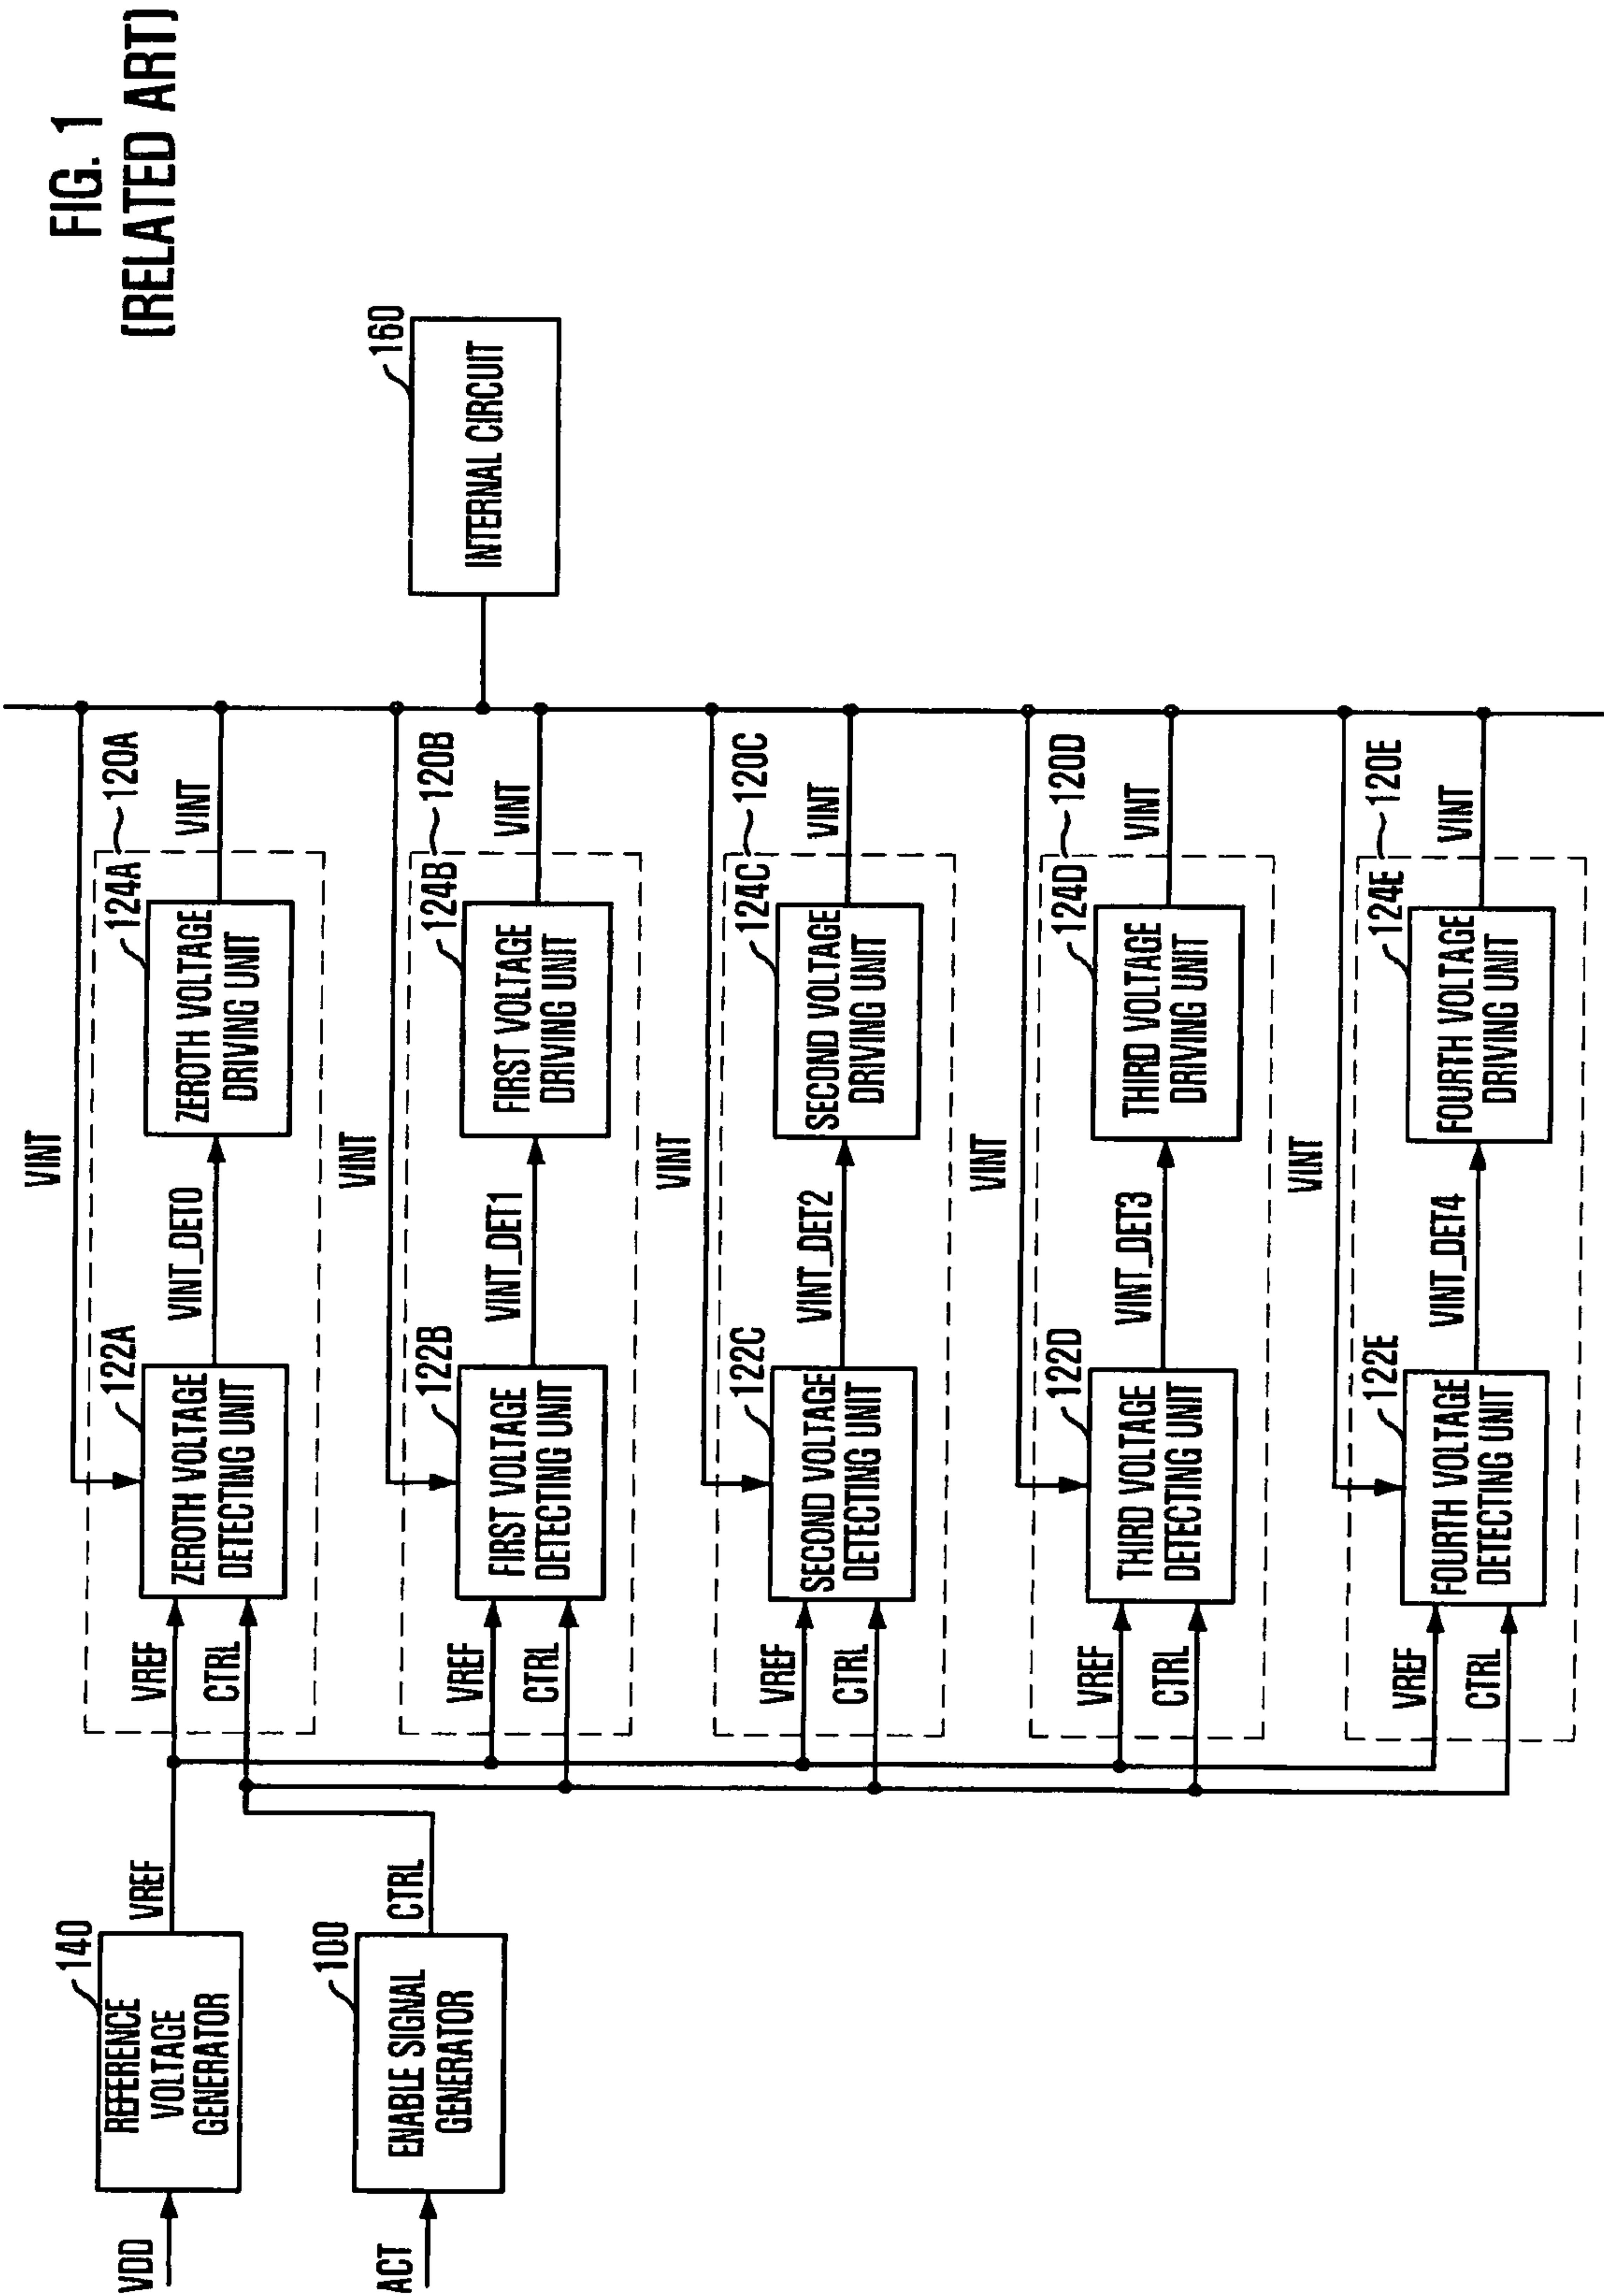 FIG. 1
(RELATED ART)
VDD
140
REFERENCE
VOLTAGE
GENERATOR
VREF
ACT
100
ENABLE SIGNAL
GENERATOR
CTRL
VINT
120A
VREF
CTRL
122A
ZEROTH VOLTAGE
DETECTING UNIT
VINT_DET0
124A
ZEROTH VOLTAGE
DRIVING UNIT
VINT
VINT
120B
VREF
CTRL
122B
FIRST VOLTAGE
DETECTING UNIT
VINT_DET1
124B
FIRST VOLTAGE
DRIVING UNIT
VINT
160
INTERNAL CIRCUIT
VINT
120C
VREF
CTRL
122C
SECOND VOLTAGE
DETECTING UNIT
VINT_DET2
124C
SECOND VOLTAGE
DRIVING UNIT
VINT
VINT
120D
VREF
CTRL
122D
THIRD VOLTAGE
DETECTING UNIT
VINT_DET3
124D
THIRD VOLTAGE
DRIVING UNIT
VINT
VINT
120E
VREF
CTRL
122E
FOURTH VOLTAGE
DETECTING UNIT
VINT_DET4
124E
FOURTH VOLTAGE
DRIVING UNIT
VINT